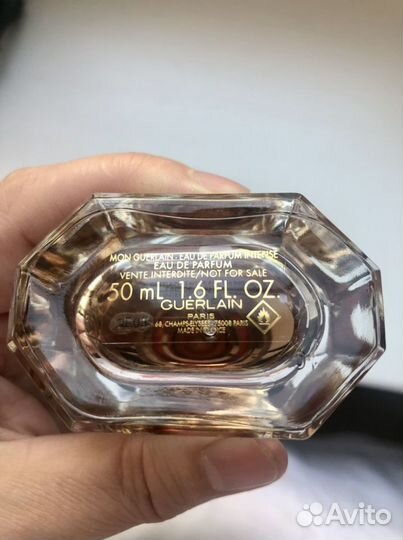 MON GUERLAIN - EAU DE PARFUM INTENSE
EAU DE PARFUM
VENTE INTERDITE/NOT FOR SALE
50 mL 1.6 FL. OZ.
GUERLAIN
PARIS
68, CHAMPS-ELYSEES - 75008 PARIS
MADE IN FRANCE
Avito